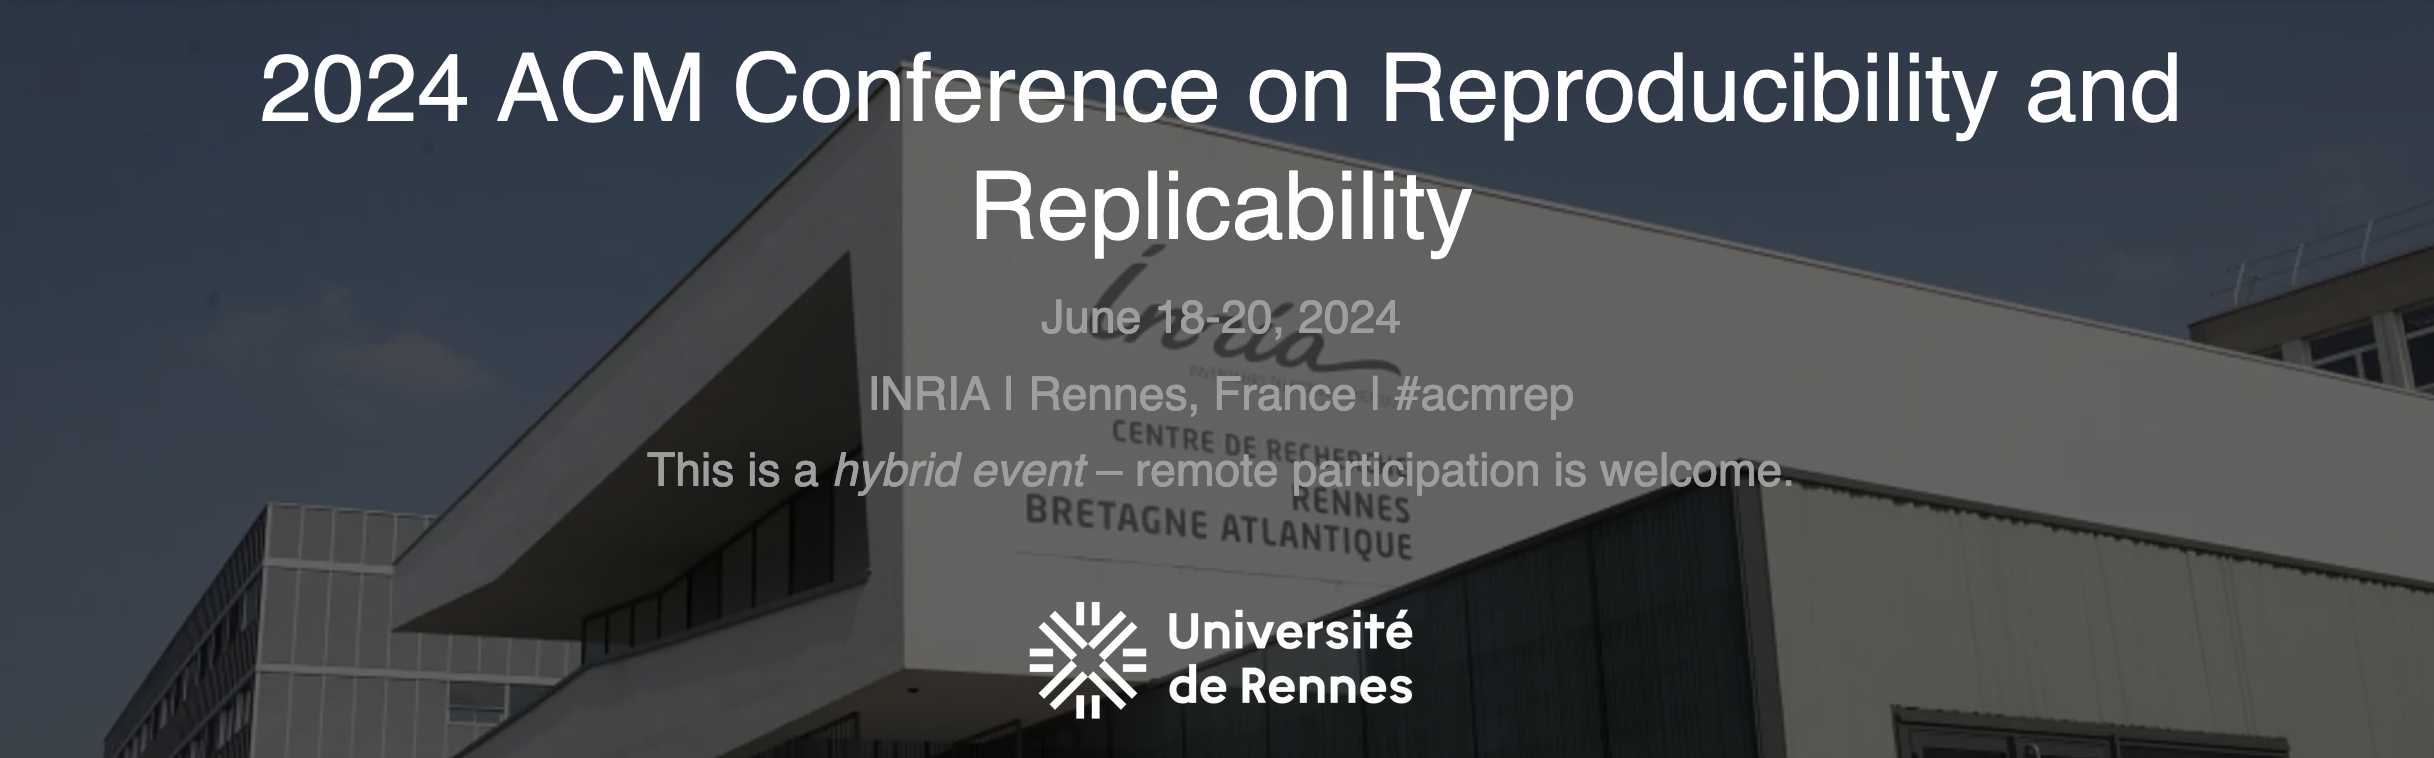 2024 ACM Conference on Reproducibility and
Replicability
inria
June 18-20, 2024
INRIA | Rennes, France | #acmrep
CENTRE DE RECHERCHE
This is a hybrid event – remote participation is welcome.
RENNES
BRETAGNE ATLANTIQUE
Université
de Rennes